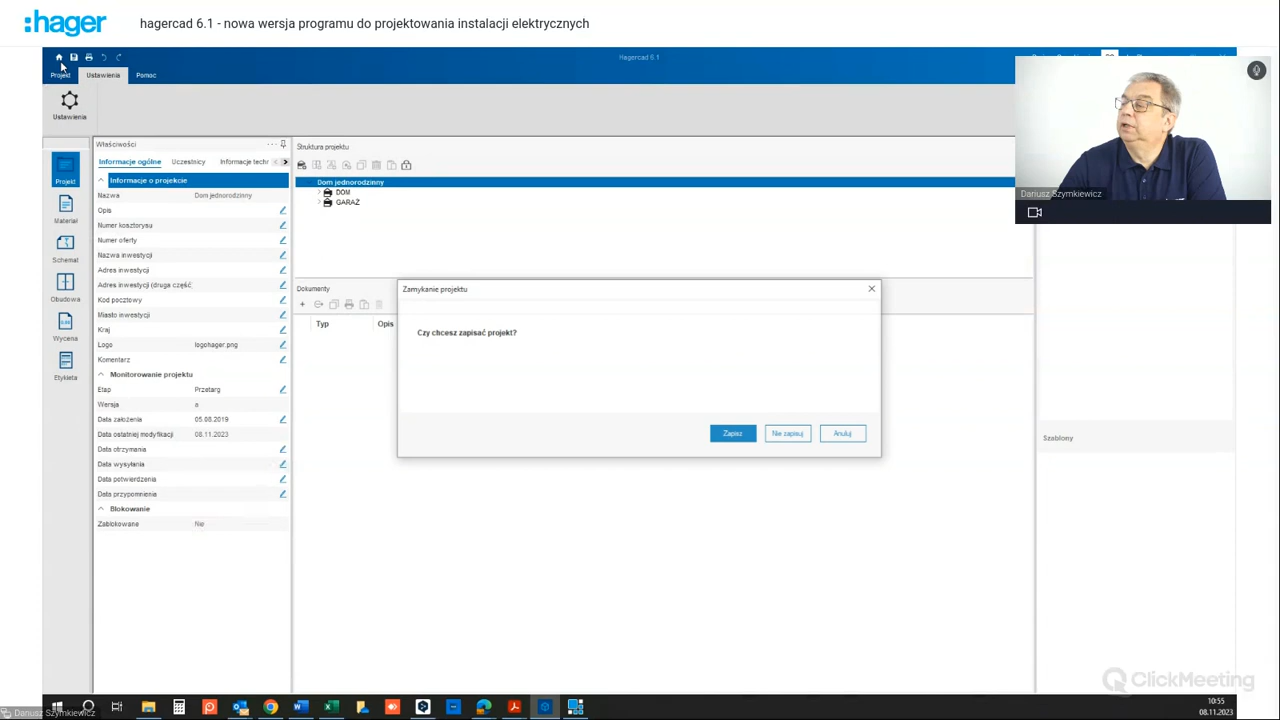 :hager
hagercad 6.1 - nowa wersja programu do projektowania instalacji elektrycznych
Hagercad 6.1
Projekt
Ustawienia
Pomoc
Ustawienia
Projekt
Materiał
Schemat
Obudowa
Wycena
Etykieta
Właściwości
Informacje ogólne
Uczestnicy
Informacje techr
Informacje o projekcie
Nazwa Dom jednorodzinny
Opis
Numer kosztorysu
Numer oferty
Nazwa inwestycji
Adres inwestycji
Adres inwestycji (druga część
Kod pocztowy
Miasto inwestycji
Kraj
Logo logohager.png
Komentarz
Monitorowanie projektu
Etap Przetarg
Wersja a
Data założenia 05.08.2019
Data ostatniej modyfikacji 08.11.2023
Data otrzymania
Data wysyłania
Data potwierdzenia
Data przypomnienia
Blokowanie
Zablokowane Nie
Struktura projektu
Dom jednorodzinny
DOM
GARAŻ
Dokumenty
Typ
Opis
Zamykanie projektu
Czy chcesz zapisać projekt?
Zapisz
Nie zapisuj
Anuluj
Szablony
Dariusz Szymkiewicz
ClickMeeting
Dariusz Szymkiewicz
10:55
08.11.2023